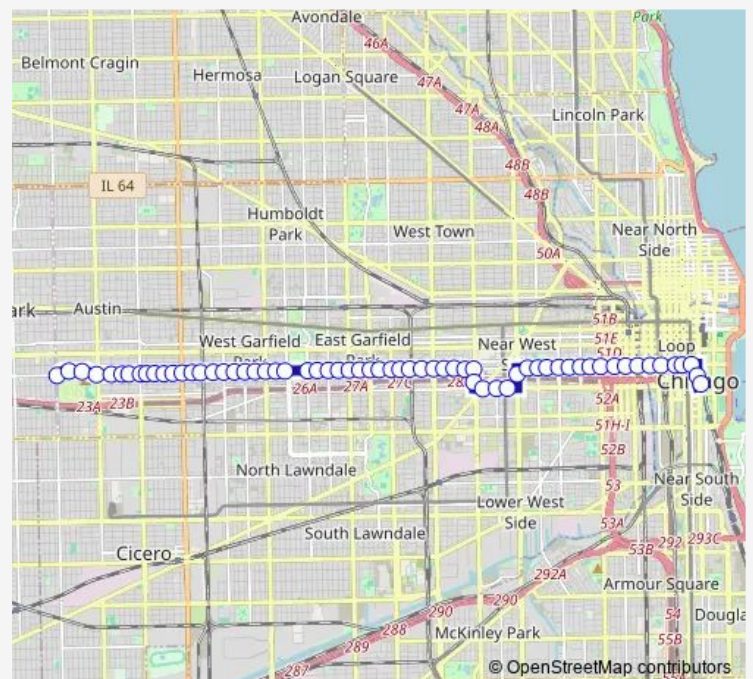 Avondale
Park
46A
Belmont Cragin
Hermosa
Logan Square
47A
47A
Lincoln Park
48A
48B
IL 64
48B
Humboldt
Park
West Town
Near North
Side
50A
ark
Austin
51B
West Garfield
East Garfield
Near West
51E
Loop
Park
Park
S
51D
26A
27A
27C
28
Chicago
23A
23B
52A
51H-I
52B
North Lawndale
Near South
Side
53
Lower West
Side
53A
South Lawndale
Cicero
53B
292
293C
292A
Armour Square
290
290
54
Dougla
288
McKinley Park
55B
289
287
© OpenStreetMap contributors